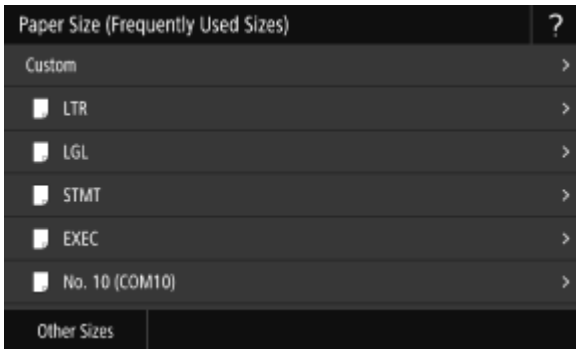 Paper Size (Frequently Used Sizes) ?
Custom >
LTR >
LGL >
STMT >
EXEC >
No. 10 (COM10) >
Other Sizes